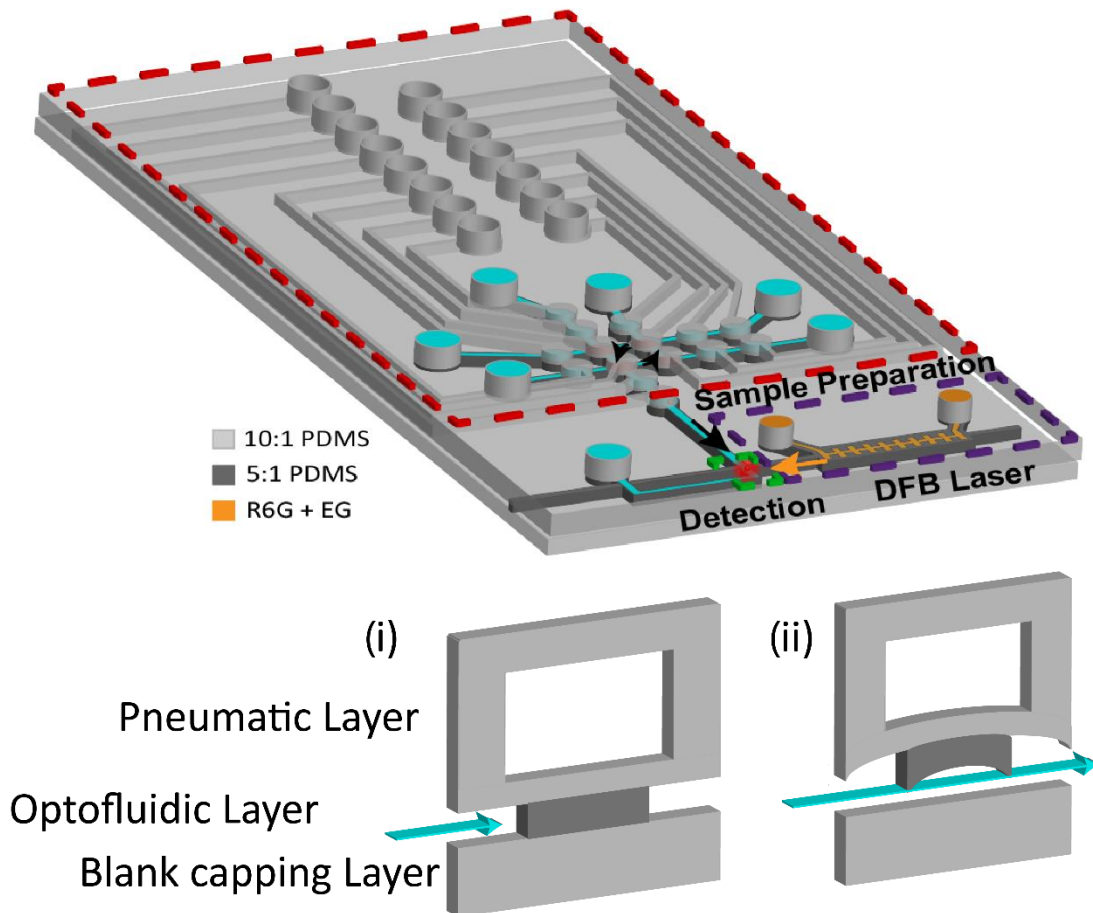 Sample Preparation
10:1 PDMS
5:1 PDMS
R6G + EG
Detection
DFB Laser
(i)
(ii)
Pneumatic Layer
Optofluidic Layer
Blank capping Layer